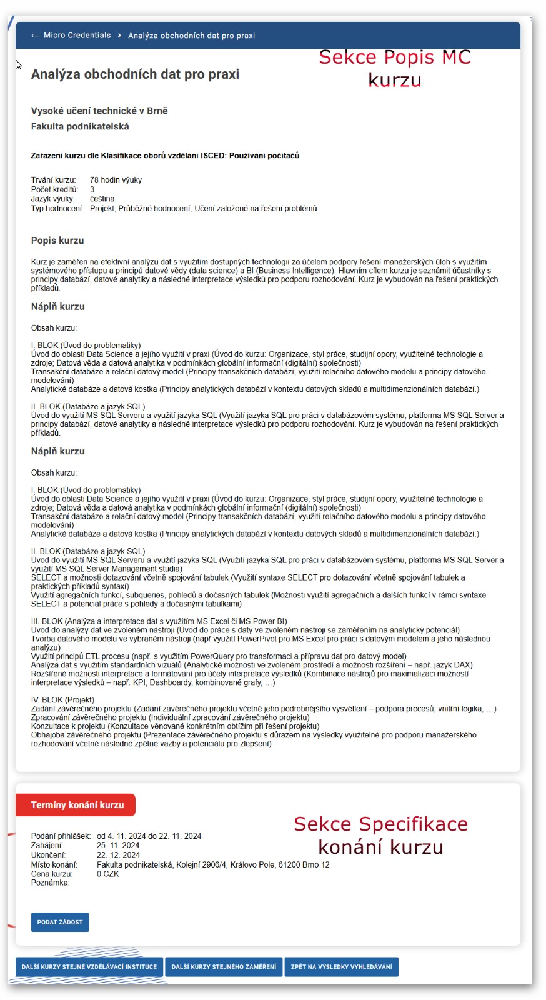 ← Micro Credentials › Analýza obchodních dat pro praxi
Sekce Popis MC
kurzu
Analýza obchodních dat pro praxi
Vysoké učení technické v Brně
Fakulta podnikatelská
Zařazení kurzu dle Klasifikace oborů vzdělání ISCED: Používání počítačů
Trvání kurzu: 78 hodin výuky
Počet kreditů: 3
Jazyk výuky: čeština
Typ hodnocení: Projekt, Průběžné hodnocení, Učení založené na řešení problémů
Popis kurzu
Kurz je zaměřen na efektivní analýzu dat s využitím dostupných technologií za účelem podpory řešení manažerských úloh s využitím
systémového přístupu a principů datové vědy (data science) a BI (Business Intelligence). Hlavním cílem kurzu je seznámit účastníky s
principy databází, datové analytiky a následné interpretace výsledků pro podporu rozhodování. Kurz je vybudován na řešení praktických
příkladů.
Náplň kurzu
Obsah kurzu:
I. BLOK (Úvod do problematiky)
Úvod do oblasti Data Science a jejího využití v praxi (Úvod do kurzu: Organizace, styl práce, studijní opory, využitelné technologie a
zdroje; Datová věda a datová analytika v podmínkách globální informační (digitální) společnosti)
Transakční databáze a relační datový model (Principy transakčních databází, využití relačního datového modelu a principy datového
modelování)
Analytické databáze a datová kostka (Principy analytických databází v kontextu datových skladů a multidimenzionálních databází.)
II. BLOK (Databáze a jazyk SQL)
Úvod do využití MS SQL Serveru a využití jazyka SQL (Využití jazyka SQL pro práci v databázovém systému, platforma MS SQL Server a
principy databází, datové analytiky a následné interpretace výsledků pro podporu rozhodování. Kurz je vybudován na řešení praktických
příkladů.
Náplň kurzu
Obsah kurzu:
I. BLOK (Úvod do problematiky)
Úvod do oblasti Data Science a jejího využití v praxi (Úvod do kurzu: Organizace, styl práce, studijní opory, využitelné technologie a
zdroje; Datová věda a datová analytika v podmínkách globální informační (digitální) společnosti)
Transakční databáze a relační datový model (Principy transakčních databází, využití relačního datového modelu a principy datového
modelování)
Analytické databáze a datová kostka (Principy analytických databází v kontextu datových skladů a multidimenzionálních databází.)
II. BLOK (Databáze a jazyk SQL)
Úvod do využití MS SQL Serveru a využití jazyka SQL (Využití jazyka SQL pro práci v databázovém systému, platforma MS SQL Server a
využití MS SQL Server Management studia)
SELECT a možnosti dotazování včetně spojování tabulek (Využití syntaxe SELECT pro dotazování včetně spojování tabulek a
praktických příkladů syntaxí)
Využití agregačních funkcí, subqueries, pohledů a dočasných tabulek (Možnosti využití agregačních a dalších funkcí v rámci syntaxe
SELECT a potenciál práce s pohledy a dočasnými tabulkami)
III. BLOK (Analýza a interpretace dat s využitím MS Excel či MS Power BI)
Úvod do analýzy dat ve zvoleném nástroji (Úvod do práce s daty ve zvoleném nástroji se zaměřením na analytický potenciál)
Tvorba datového modelu ve vybraném nástroji (např.využití PowerPivot pro MS Excel pro práci s datovým modelem a jeho následnou
analýzu)
Využití principů ETL procesu (např. s využitím PowerQuery pro transformaci a přípravu dat pro datový model)
Analýza dat s využitím standardních vizuálů (Analytické možnosti ve zvoleném prostředí a možnosti rozšíření – např. jazyk DAX)
Rozšířené možnosti interpretace a formátování pro účely interpretace výsledků (Kombinace nástrojů pro maximalizaci možností
interpretace výsledků – např. KPI, Dashboardy, kombinované grafy, …)
IV. BLOK (Projekt)
Zadání závěrečného projektu (Zadání závěrečného projektu včetně jeho podrobnějšího vysvětlení – podpora procesů, vnitřní logika, …)
Zpracování závěrečného projektu (Individuální zpracování závěrečného projektu)
Konzultace k projektu (Konzultace věnované konkrétním obtížím při řešení projektu)
Obhajoba závěrečného projektu (Prezentace závěrečného projektu s důrazem na výsledky využitelné pro podporu manažerského
rozhodování včetně následné zpětné vazby a potenciálu pro zlepšení)
Termíny konání kurzu
Sekce Specifikace
konání kurzu
Podání přihlášek: od 4. 11. 2024 do 22. 11. 2024
Zahájení: 25. 11. 2024
Ukončení: 22. 12. 2024
Místo konání: Fakulta podnikatelská, Kolejní 2906/4, Královo Pole, 61200 Brno 12
Cena kurzu: 0 CZK
Poznámka:
PODAT ŽÁDOST
DALŠÍ KURZY STEJNÉ VZDĚLÁVACÍ INSTITUCE DALŠÍ KURZY STEJNÉHO ZAMĚŘENÍ ZPĚT NA VÝSLEDKY VYHLEDÁVÁNÍ